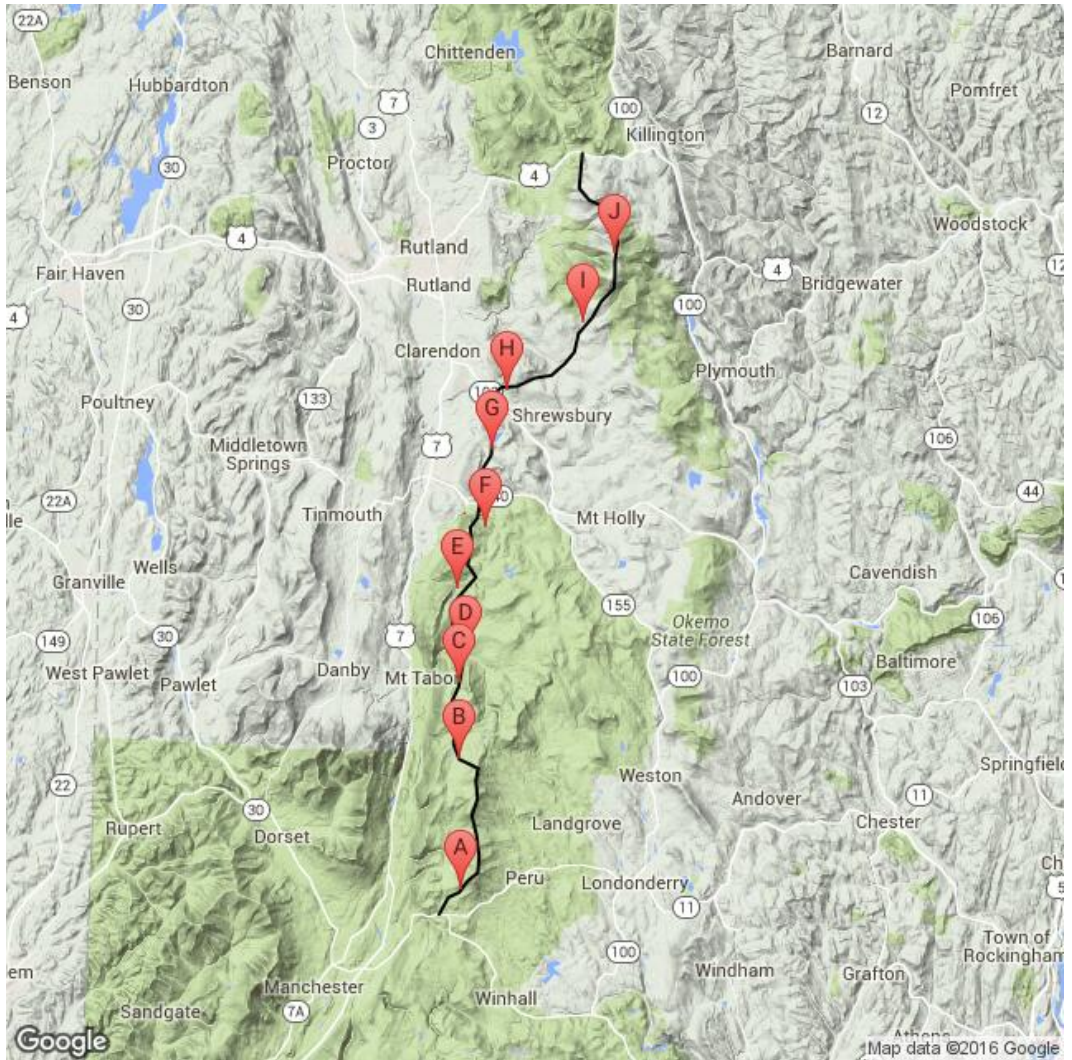 22A
Chittenden
Barnard
Benson
Hubbardton
7
100
Pomfret
12
3
Killington
Proctor
30
4
12
Woodstock
4
Rutland
J
12
Fair Haven
Rutland
4
Bridgewater
4
30
I
100
Clarendon
H
Plymouth
Poultney
133
G
Shrewsbury
7
106
Middletown
Springs
F
44
22A
Tinmouth
Mt Holly
E
Wells
Granville
Cavendish
D
155
Okemo
State Forest
106
149
7
C
West Pawlet
30
Danby
Mt Tabor
100
Baltimore
Pawlet
103
B
22
Weston
Springfield
Andover
11
30
Landgrove
Chester
Rupert
Dorset
A
Peru
Londonderry
11
5
100
Town of
Rockingham
Manchester
Windham
Grafton
Sandgate
7A
Winhall
Google
Map data ©2016 Google